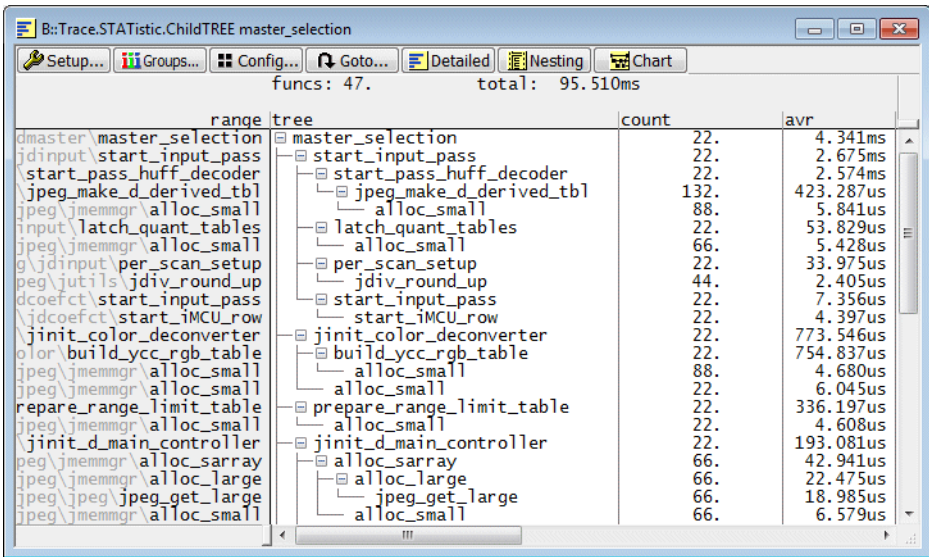 B::Trace.STATistic.ChildTREE master_selection
Setup... Groups... Config... Goto... Detailed Nesting Chart
funcs: 47. total: 95.510ms
range tree count avr
dmaster\master_selection master_selection 22. 4.341ms
jdinput\start_input_pass start_input_pass 22. 2.675ms
\start_pass_huff_decoder start_pass_huff_decoder 22. 2.574ms
\jpeg_make_d_derived_tbl jpeg_make_d_derived_tbl 132. 423.287us
jpeg\jmemmgr\alloc_small alloc_small 88. 5.841us
input\latch_quant_tables latch_quant_tables 22. 53.829us
jpeg\jmemmgr\alloc_small alloc_small 66. 5.428us
g\jdinput\per_scan_setup per_scan_setup 22. 33.975us
peg\jutils\jdiv_round_up jdiv_round_up 44. 2.405us
dcoefct\start_input_pass start_input_pass 22. 7.356us
\jdcoefct\start_iMCU_row start_iMCU_row 22. 4.397us
\jinit_color_deconverter jinit_color_deconverter 22. 773.546us
olor\build_ycc_rgb_table build_ycc_rgb_table 22. 754.837us
jpeg\jmemmgr\alloc_small alloc_small 88. 4.680us
jpeg\jmemmgr\alloc_small alloc_small 22. 6.045us
repare_range_limit_table prepare_range_limit_table 22. 336.197us
jpeg\jmemmgr\alloc_small alloc_small 22. 4.608us
\jinit_d_main_controller jinit_d_main_controller 22. 193.081us
peg\jmemmgr\alloc_sarray alloc_sarray 66. 42.941us
jpeg\jmemmgr\alloc_large alloc_large 66. 22.475us
jpeg\jpeg\jpeg_get_large jpeg_get_large 66. 18.985us
jpeg\jmemmgr\alloc_small alloc_small 66. 6.579us